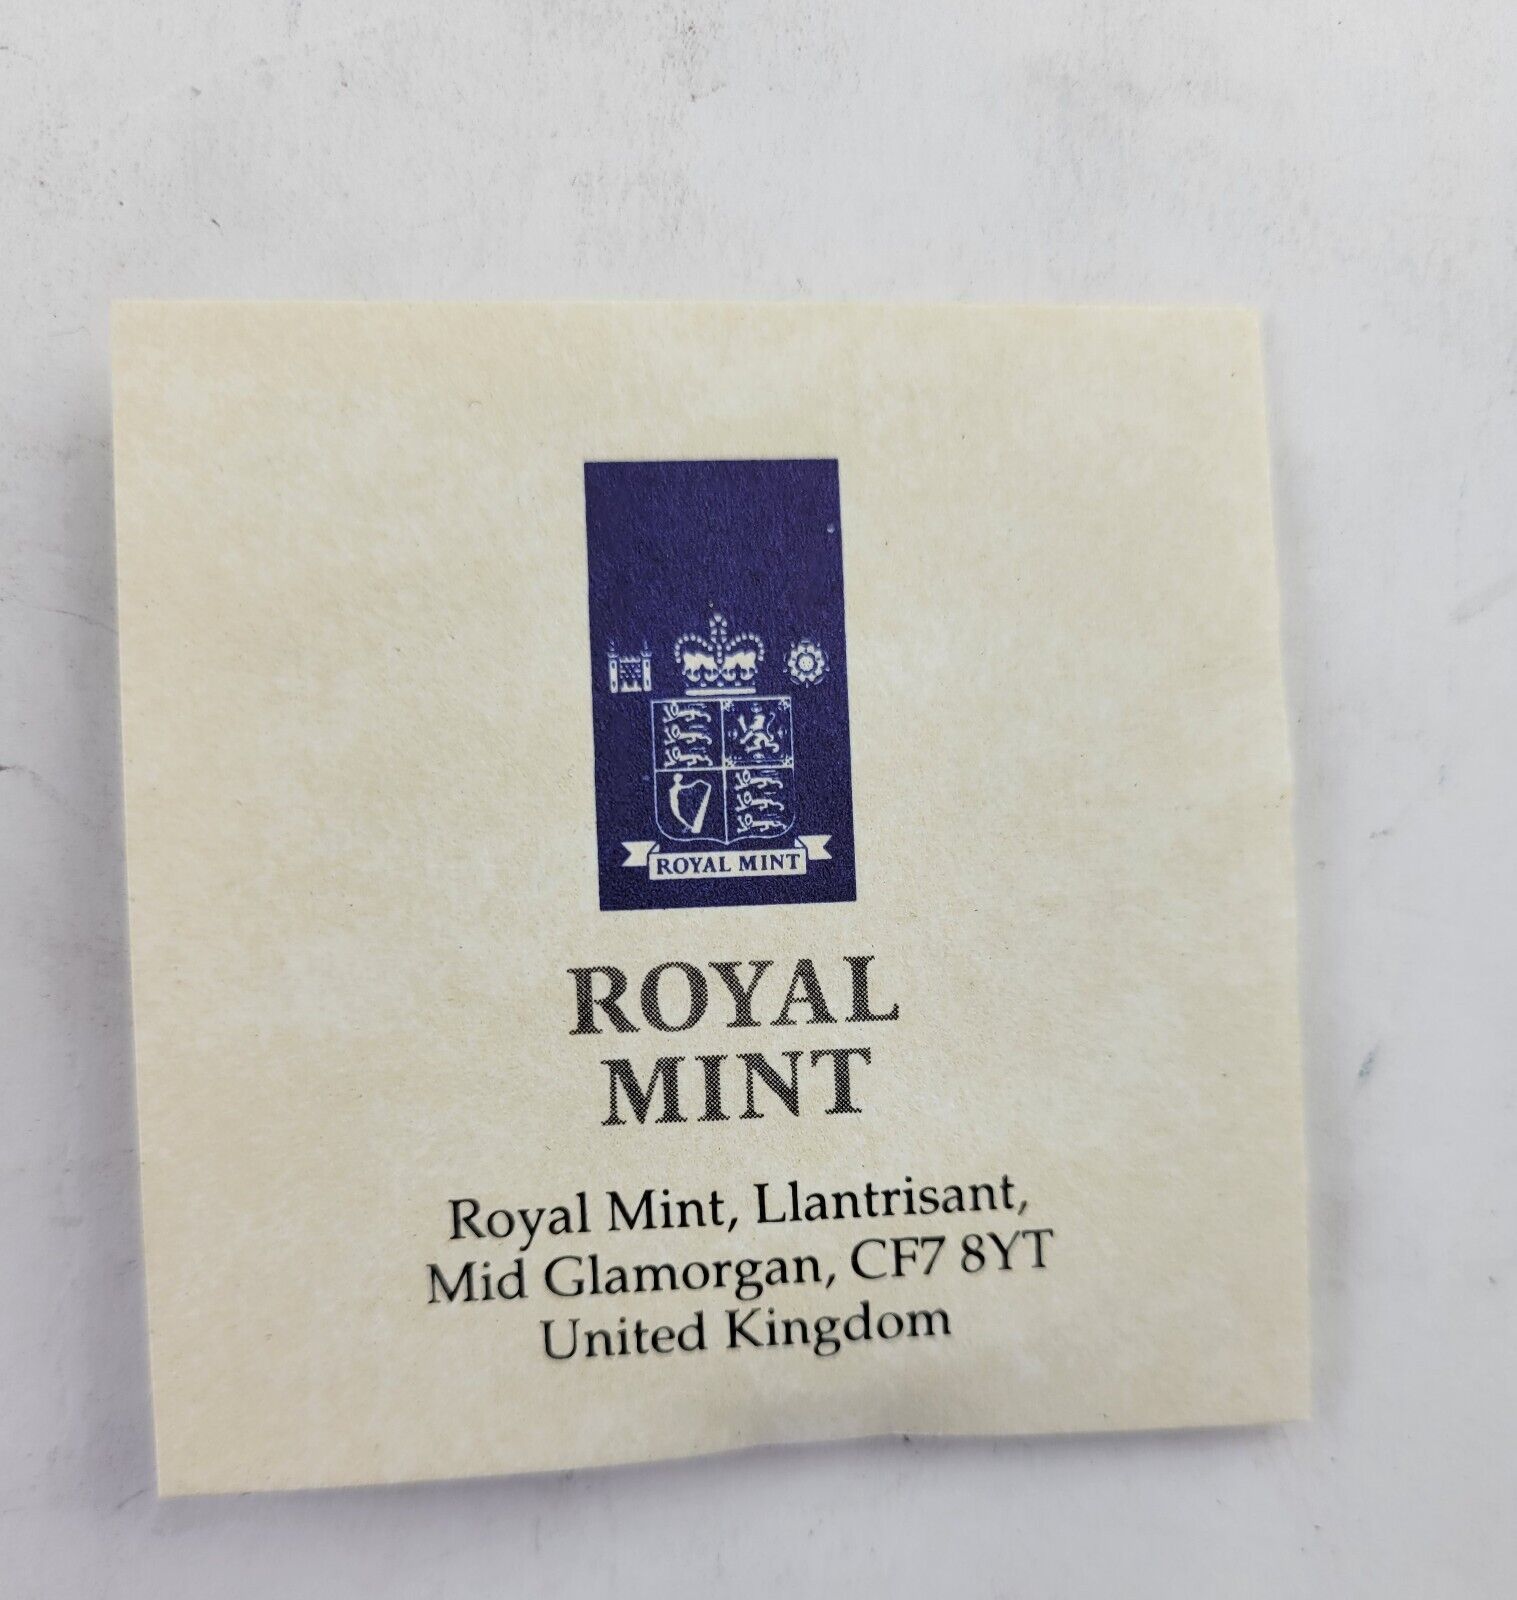 ROYAL MINT
ROYAL
MINT
Royal Mint, Llantrisant,
Mid Glamorgan, CF7 8YT
United Kingdom